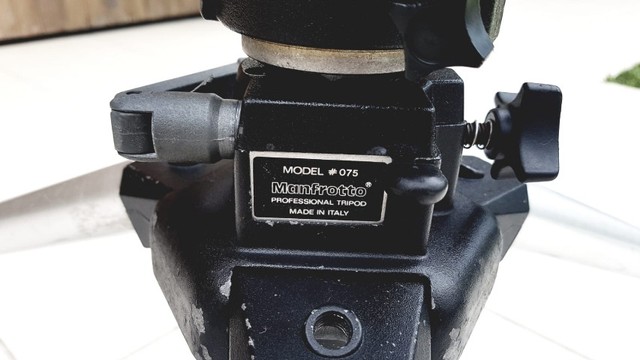 MODEL #075
Manfrotto®
PROFESSIONAL TRIPOD
MADE IN ITALY